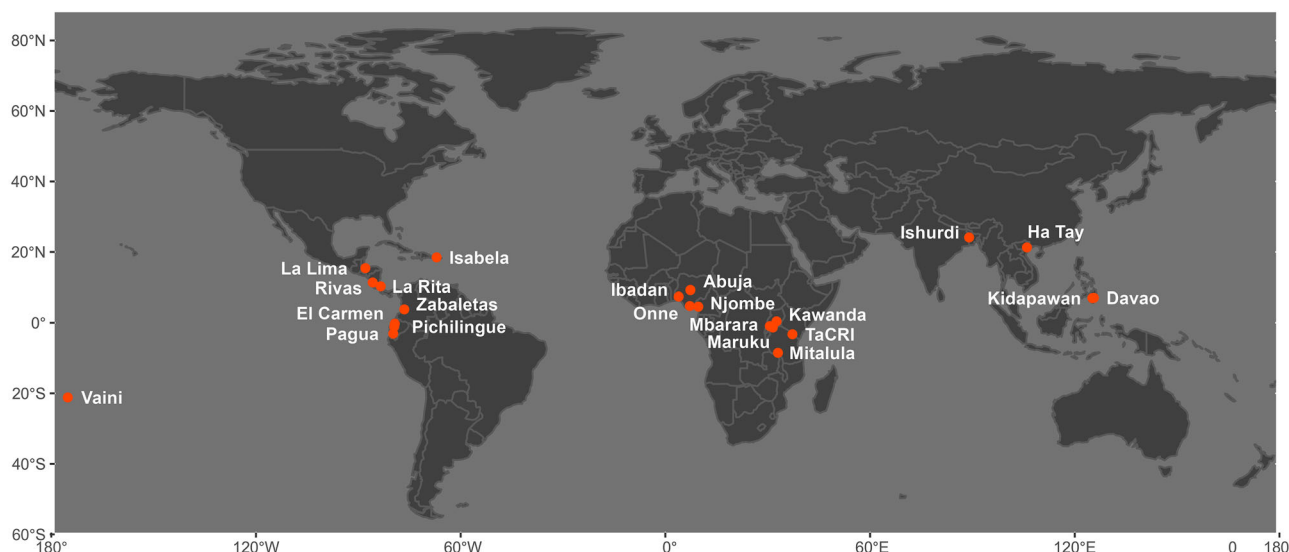 80°N
60°N
40°N
20°N
0°
20°S
40°S
60°S
Ishurdi
Ha Tay
Isabela
La Lima
Rivas
La Rita
Abuja
Ibadan
Njombe
Onne
Kidapawan
Davao
El Carmen
Zabaletas
Pagua
Pichilingue
Mbarara
Kawanda
Maruku
TaCRI
Mitalula
Vaini
180°
120°W
60°W
0°
60°E
120°E
0
180